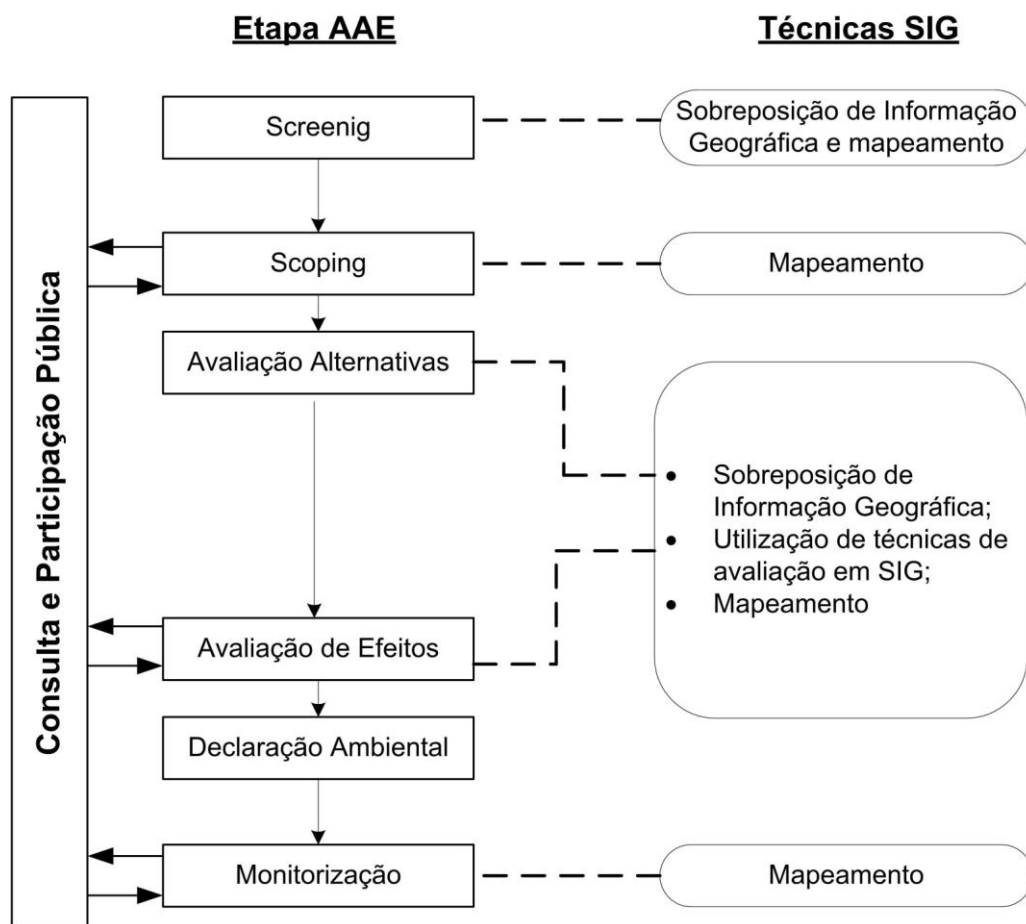 Etapa AAE
Técnicas SIG
Consulta e Participação Pública
Screenig
Sobreposição de Informação
Geográfica e mapeamento
Scoping
Mapeamento
Avaliação Alternativas
• Sobreposição de
Informação Geográfica;
• Utilização de técnicas de
avaliação em SIG;
• Mapeamento
Avaliação de Efeitos
Declaração Ambiental
Monitorização
Mapeamento